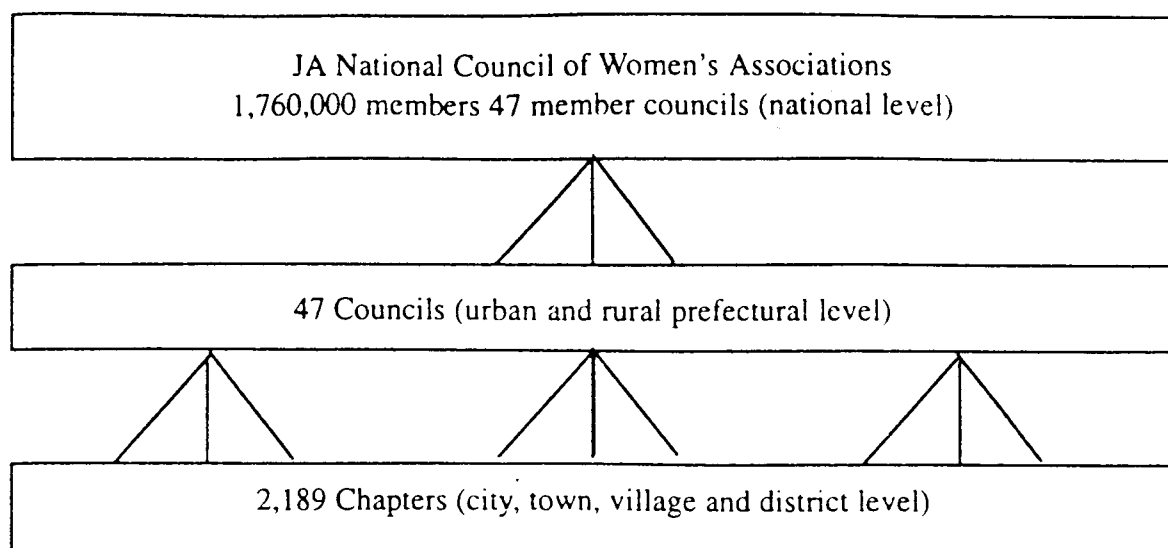 JA National Council of Women's Associations
1,760,000 members 47 member councils (national level)
47 Councils (urban and rural prefectural level)
2,189 Chapters (city, town, village and district level)